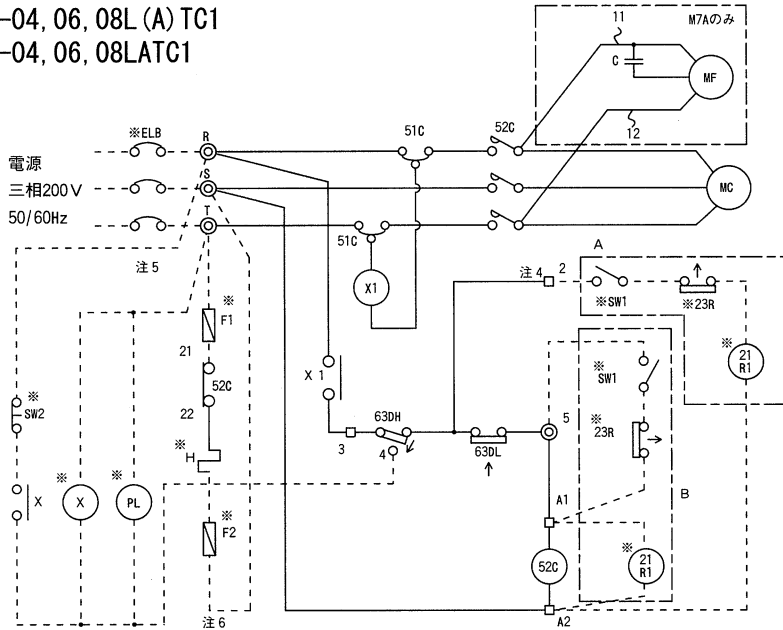 -04, 06, 08L (A) TC1
-04, 06, 08LATC1
11
M7Aのみ
C
MF
12
※ELB
R
51C
52C
電源
三相200V
50/60Hz
S
T
MC
51C
注5
X1
注4
2
A
※SW1
※23R
※
F1
21
52C
22
X 1
※
21
R1
※
SW1
※
SW2
※
H
3
63DH
4
63DL
5
※
23R
B
X
※
X
※
PL
※
F2
A1
52C
※
21
R1
注6
A2